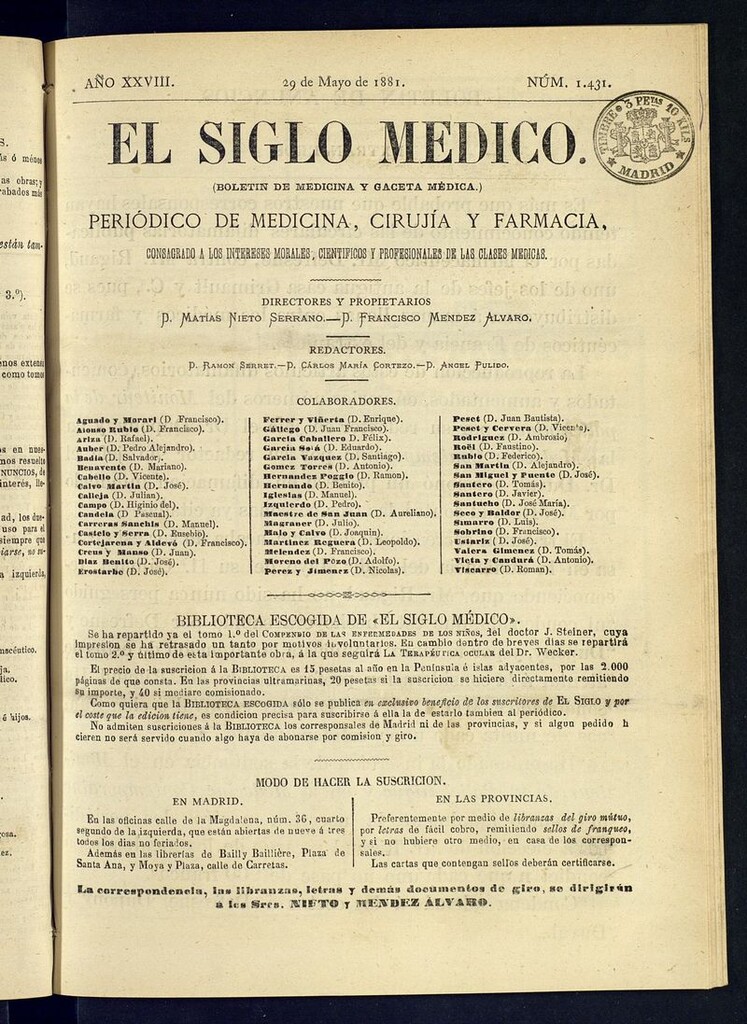 AÑO XXVIII.
29 de Mayo de 1881.
NÚM. 1.431.
TIMBRE 3 PETAS 10 KILS
MADRID
EL SIGLO MEDICO.
(BOLETIN DE MEDICINA Y GACETA MÉDICA.)
PERIÓDICO DE MEDICINA, CIRUJÍA Y FARMACIA,
CONSAGRADO A LOS INTERESES MORALES, CIENTIFICOS Y PROFESIONALES DE LAS CLASES MEDICAS.
DIRECTORES Y PROPIETARIOS
D. MATÍAS NIETO SERRANO.—D. FRANCISCO MENDEZ ALVARO.
REDACTORES.
D. RAMON SERRET.—D. CÁRLOS MARÍA CORTEZO.—D. ANGEL PULIDO.
COLABORADORES.
Aguado y Morari (D Francisco).
Alonso Rubio (D. Francisco).
Ariza (D. Rafael).
Auber (D. Pedro Alejandro).
Badía (D. Salvador,.
Benavente (D. Mariano).
Cabello (D. Vicente).
Calvo Martin (D. José).
Calleja (D. Julian).
Campo (D. Higinio del).
Candela (D Pascual).
Carreras Sanchis (D. Manuel).
Castelo y Serra (D. Eusebio).
Cortejarena y Aldevó (D. Francisco).
Creus y Manso (D. Juan).
Diaz Benito (D. José).
Erostarbe (D. José).
Ferrer y Viñerta (D. Enrique).
Gállego (D. Juan Francisco).
García Caballero D. Félix).
García Solá (D. Eduardo).
García Vazquez (D. Santiago).
Gomez Torres (D. Antonio).
Hernandez Poggio (D. Ramon).
Hernando (D. Benito).
Iglesias (D. Manuel).
Izquierdo (D. Pedro).
Maestre de San Juan (D. Aureliano).
Magraner (D. Julio).
Malo y Calvo (D. Joaquin).
Martinez Reguera (D. Leopoldo).
Melendez (D. Francisco).
Moreno del Pozo (D. Adolfo).
Perez y Jimenez (D. Nicolas).
Peset (D. Juan Bautista).
Peset y Cervera (D. Vicente).
Rodriguez (D. Ambrosio)
Roël (D. Faustino).
Rubio (D. Federico).
San Martin (D. Alejandro).
San Miguel y Puente (D. José).
Santero (D. Tomás).
Santero (D. Javier).
Santucho (D. José María).
Seco y Baldor (D. José).
Simarro (D. Luis).
Sobrino (D. Francisco).
Ustariz (D. José).
Valera Gimenez (D. Tomás).
Vieta y Candurá (D. Antonio).
Viscarro (D. Roman).
BIBLIOTECA ESCOGIDA DE «EL SIGLO MÉDICO».
Se ha repartido ya el tomo 1.º del COMPENDIO DE LAS ENFERMEDADES DE LOS NIÑOS, del doctor J. Steiner, cuya
impresion se há retrasado un tanto por motivos involuntarios. En cambio dentro de breves dias se repartirá
el tomo 2.º y último de esta importante obra, á la que seguirá LA TERAPÉUTICA OCULAR del Dr. Wecker.
El precio de la suscricion á la BIBLIOTECA es 15 pesetas al año en la Península é islas adyacentes, por las 2.000
páginas de que consta. En las provincias ultramarinas, 20 pesetas si la suscricion se hiciere directamente remitiendo
su importe, y 40 si mediare comisionado.
Como quiera que la BIBLIOTECA ESCOGIDA sólo se publica en exclusivo beneficio de los suscritores de EL SIGLO y por
el coste que la edicion tiene, es condicion precisa para suscribirse á ella la de estarlo tambien al periódico.
No admiten suscriciones á la BIBLIOTECA los corresponsales de Madrid ni de las provincias, y si algun pedido h
cieren no será servido cuando algo haya de abonarse por comision y giro.
MODO DE HACER LA SUSCRICION.
EN MADRID.
En las oficinas calle de la Magdalena, núm. 36, cuarto
segundo de la izquierda, que están abiertas de nueve á tres
todos los dias no feriados.
Además en las librerías de Bailly Baillière, Plaza de
Santa Ana, y Moya y Plaza, calle de Carretas.
EN LAS PROVINCIAS.
Preferentemente por medio de libranzas del giro mútuo,
por letras de fácil cobro, remitiendo sellos de franqueo,
y si no hubiere otro medio, en casa de los correspon-
sales.
Las cartas que contengan sellos deberán certificarse.
La correspondencia, las libranzas, letras y demás documentos de giro, se dirigirán
á los Sres. NIETO y MENDEZ ÁLVARO.